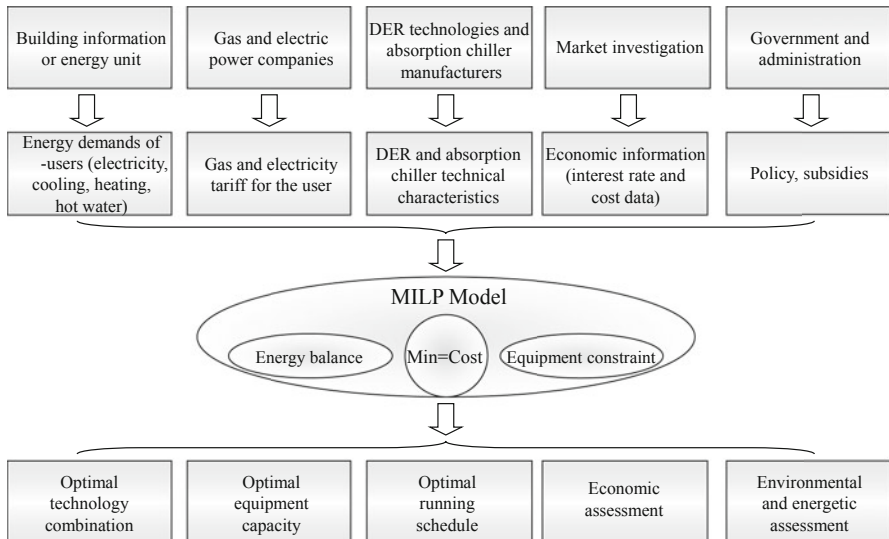 Building information
or energy unit
Gas and electric
power companies
DER technologies and
absorption chiller
manufacturers
Market investigation
Government and
administration
Energy demands of
-users (electricity,
cooling, heating,
hot water)
Gas and electricity
tariff for the user
DER and absorption
chiller technical
characteristics
Economic information
(interest rate and
cost data)
Policy, subsidies
MILP Model
Energy balance
Min=Cost
Equipment constraint
Optimal
technology
combination
Optimal
equipment
capacity
Optimal
running
schedule
Economic
assessment
Environmental
and energetic
assessment